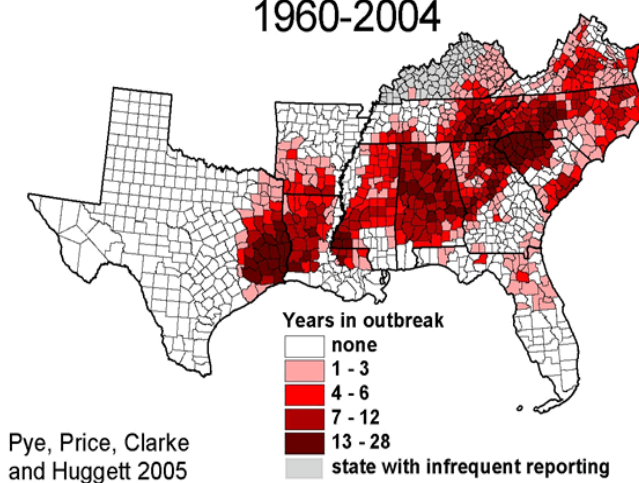 1960-2004
Years in outbreak
none
1 - 3
4 - 6
7 - 12
13 - 28
state with infrequent reporting
Pye, Price, Clarke
and Huggett 2005